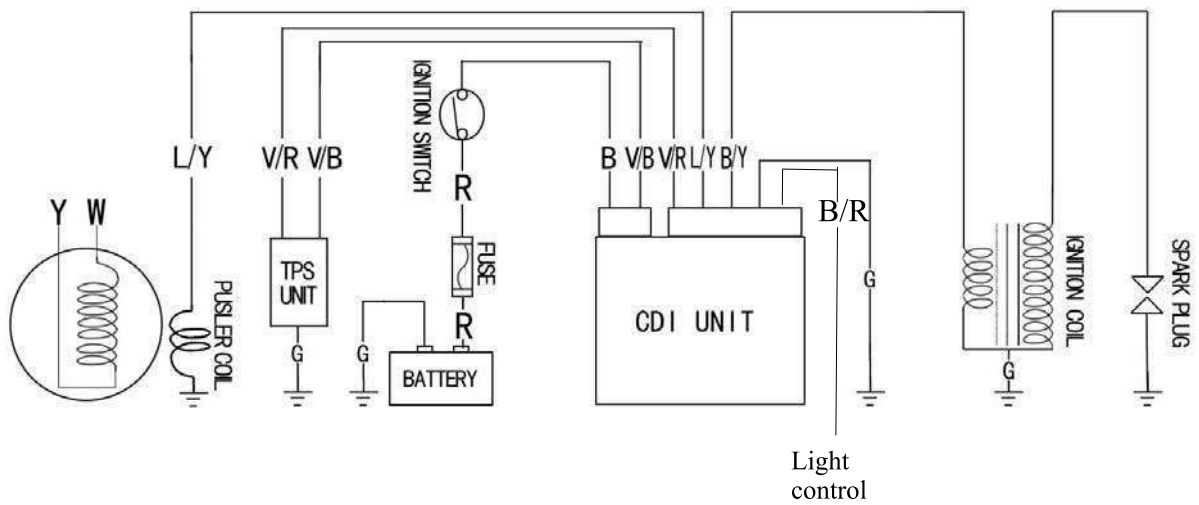 L/Y
V/R
V/B
IGNITION SWITCH
R
B
V/B
V/R
L/Y
B/Y
B/R
Y
W
PUSLER COIL
TPS
UNIT
G
FUSE
R
G
BATTERY
CDI UNIT
G
IGNITION COIL
G
SPARK PLUG
Light
control